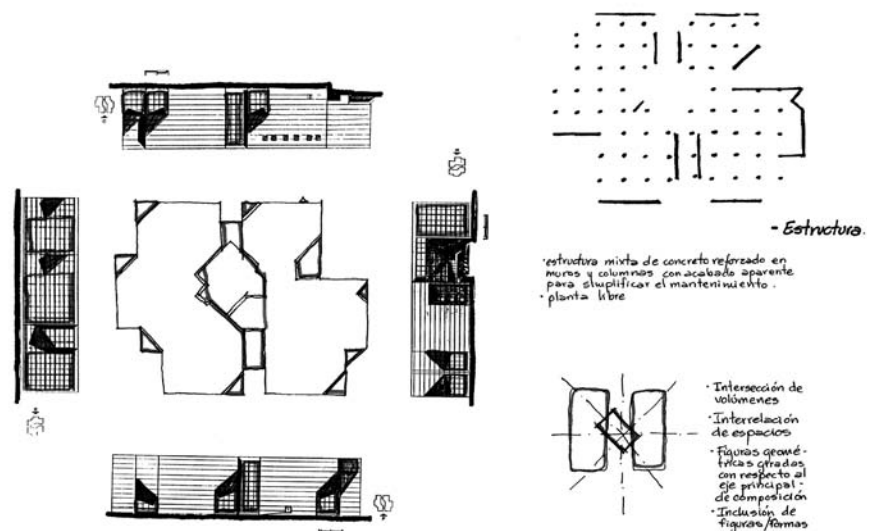 - Estructura.
·estructura mixta de concreto reforzado en
muros y columnas con acabado aparente
para simplificar el mantenimiento.
· planta libre
· Intersección de
volúmenes
· Interrelación
de espacios
· Figuras geomé-
tricas giradas
con respecto al
eje principal
de composición
· Inclusión de
figuras/formas